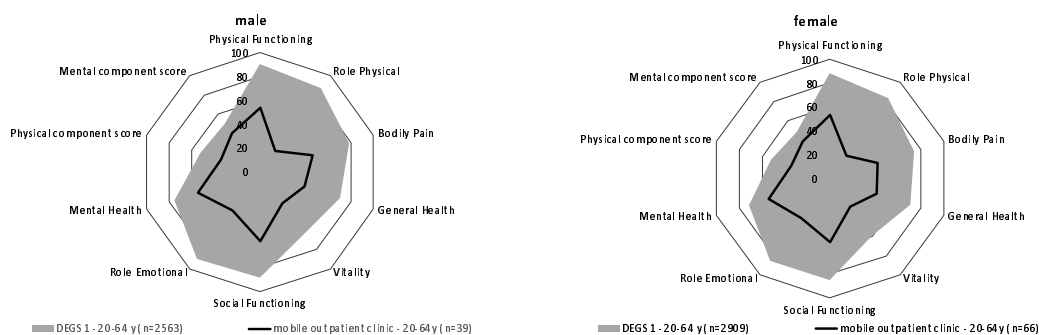 male
Physical Functioning
100
Mental component score
Role Physical
80
60
Physical component score
40
Bodily Pain
20
0
Mental Health
General Health
Role Emotional
Vitality
Social Functioning
DEGS 1 - 20-64 y (n=2563)
mobile outpatient clinic - 20-64y (n=39)
female
Physical Functioning
100
Mental component score
Role Physical
80
60
Physical component score
40
Bodily Pain
20
0
Mental Health
General Health
Role Emotional
Vitality
Social Functioning
DEGS 1 - 20-64 y (n=2909)
mobile outpatient clinic - 20-64 y (n=66)